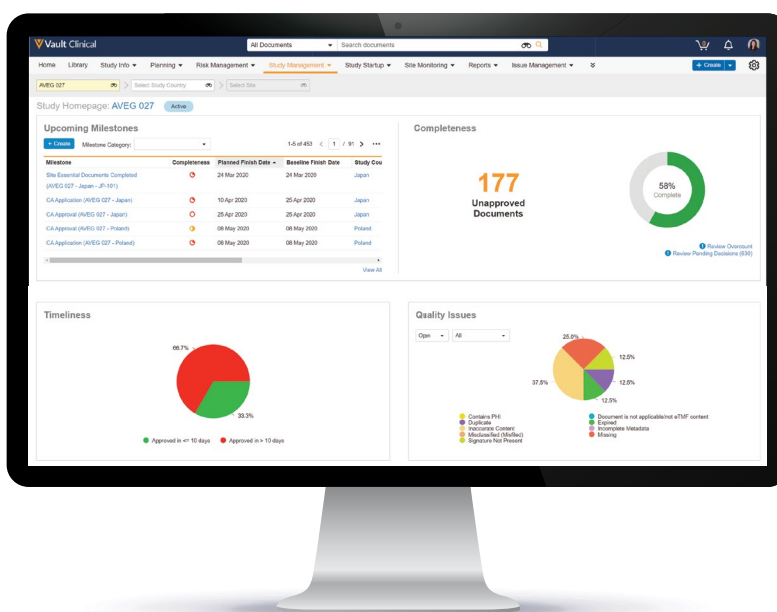 Vault Clinical
All Documents
Search documents
Home Library Study Info Planning Risk Management Study Management Study Startup Site Monitoring Reports Issue Management
+ Create
AVEG 027
Select Study Country
Select Site
Study Homepage: AVEG 027 Active
Upcoming Milestones
+ Create Milestone Category: 1-5 of 453 1 / 91
Milestone Completeness Planned Finish Date Baseline Finish Date Study Cou
Site Essential Documents Completed 24 Mar 2020 24 Mar 2020 Japan
(AVEG 027 - Japan - JP-101)
CA Application (AVEG 027 - Japan) 10 Apr 2020 25 Apr 2020 Japan
CA Approval (AVEG 027 - Japan) 25 Apr 2020 25 Apr 2020 Japan
CA Approval (AVEG 027 - Poland) 08 May 2020 08 May 2020 Poland
CA Application (AVEG 027 - Poland) 08 May 2020 08 May 2020 Poland
View All
Completeness
177
Unapproved
Documents
58%
Complete
Review Overcount
Review Pending Decisions (630)
Timeliness
66.7%
33.3%
Approved in <= 10 days Approved in > 10 days
Quality Issues
Open All
25.0%
12.5%
12.5%
12.5%
37.5%
Contains PHI
Duplicate
Inaccurate Content
Misclassified (Misfiled)
Signature Not Present
Document is not applicable/not eTMF content
Expired
Incomplete Metadata
Missing